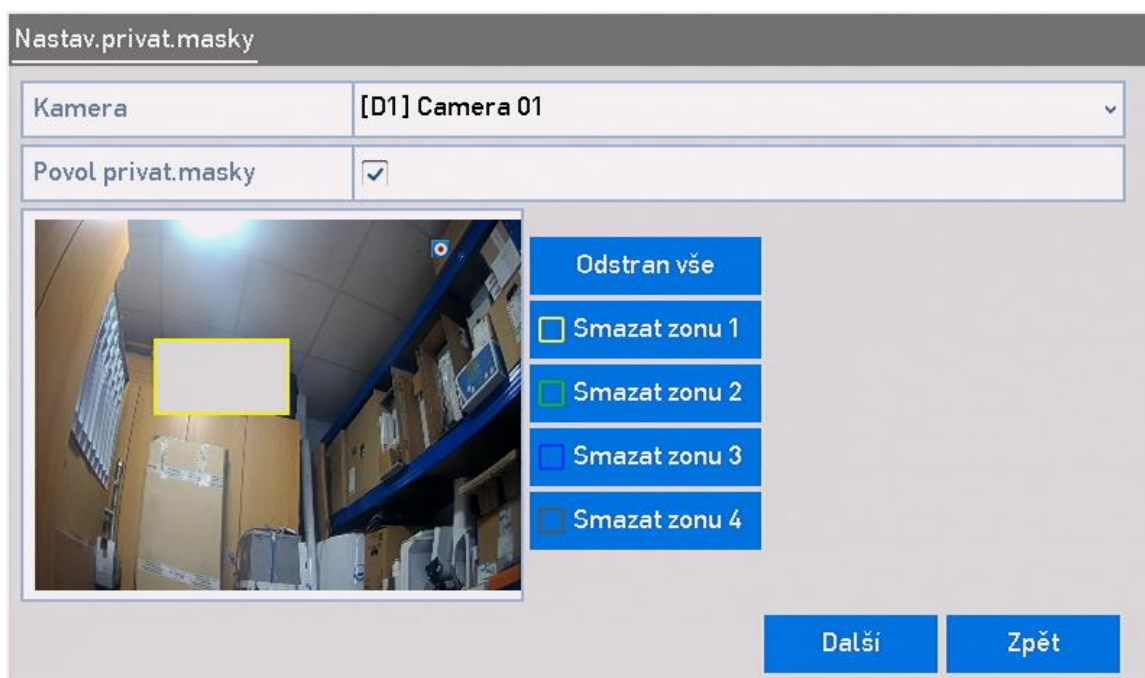 Nastav.privat.masky
Kamera
[D1] Camera 01
Povol privat.masky
Odstran vše
Smazat zonu 1
Smazat zonu 2
Smazat zonu 3
Smazat zonu 4
Další
Zpět